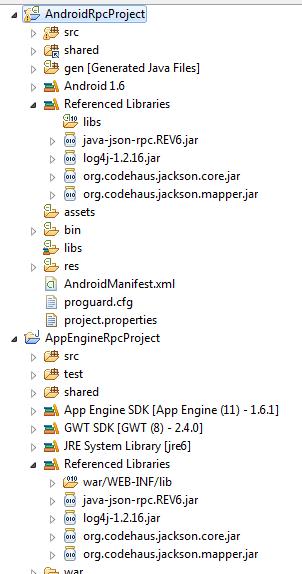 AndroidRpcProject
src
shared
gen [Generated Java Files]
Android 1.6
Referenced Libraries
libs
java-json-rpc.REV6.jar
log4j-1.2.16.jar
org.codehaus.jackson.core.jar
org.codehaus.jackson.mapper.jar
assets
bin
libs
res
AndroidManifest.xml
proguard.cfg
project.properties
AppEngineRpcProject
src
test
shared
App Engine SDK [App Engine (11) - 1.6.1]
GWT SDK [GWT (8) - 2.4.0]
JRE System Library [jre6]
Referenced Libraries
war/WEB-INF/lib
java-json-rpc.REV6.jar
log4j-1.2.16.jar
org.codehaus.jackson.core.jar
org.codehaus.jackson.mapper.jar
war